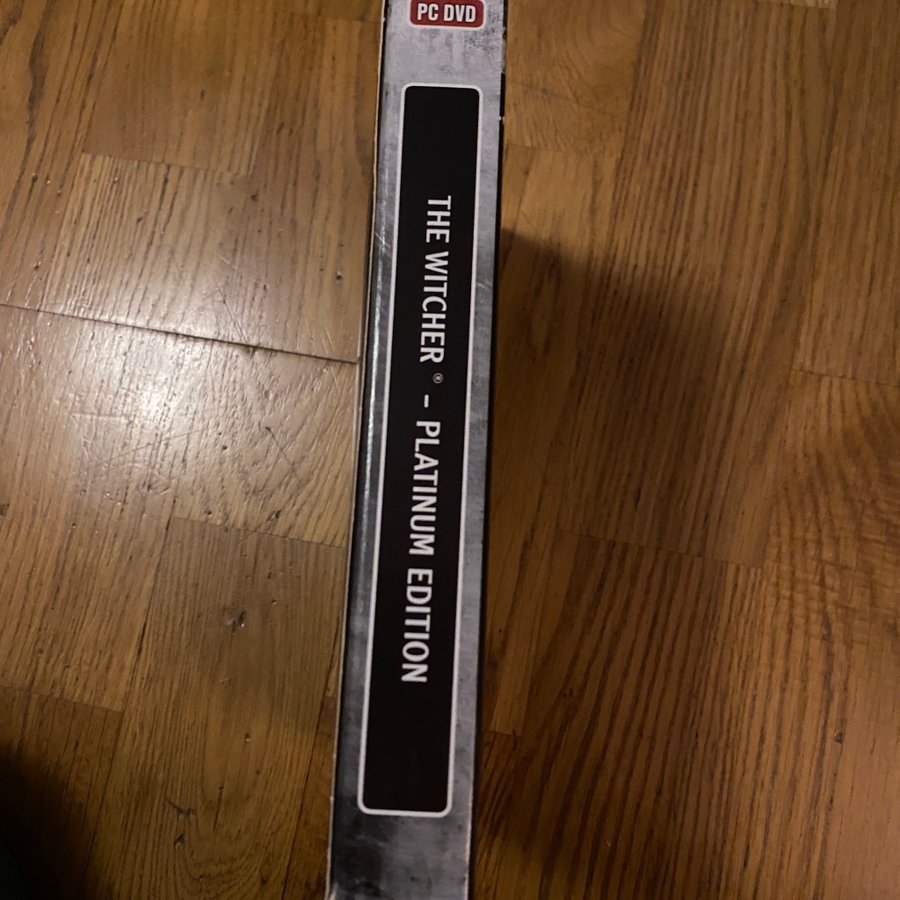 PC DVD
THE WITCHER ® – PLATINUM EDITION